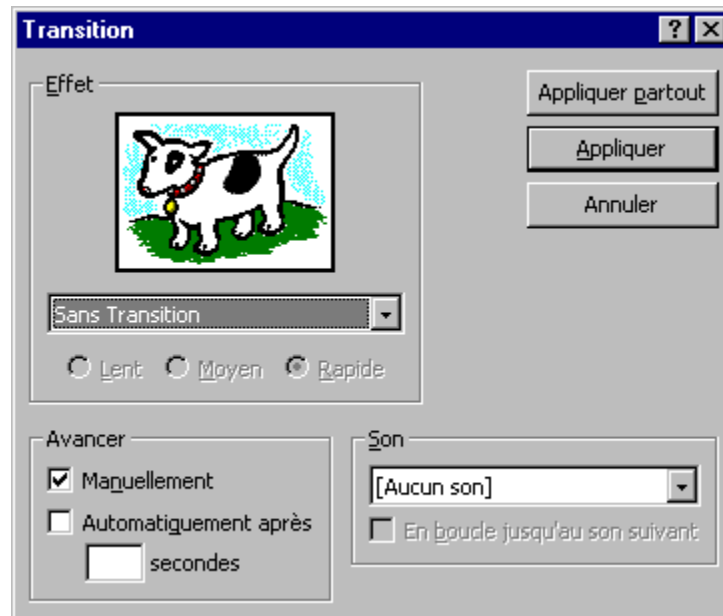 Transition
Effet
Appliquer partout
Appliquer
Annuler
Sans Transition
Lent Moyen Rapide
Avancer
Manuellement
Automatiquement après
secondes
Son
[Aucun son]
En boucle jusqu'au son suivant